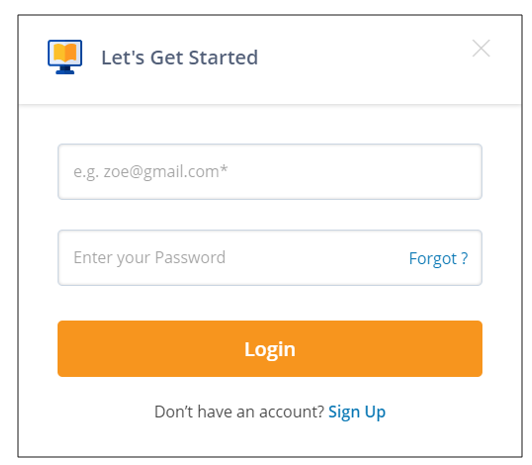 Let's Get Started
e.g. zoe@gmail.com*
Enter your Password Forgot ?
Login
Don’t have an account? Sign Up